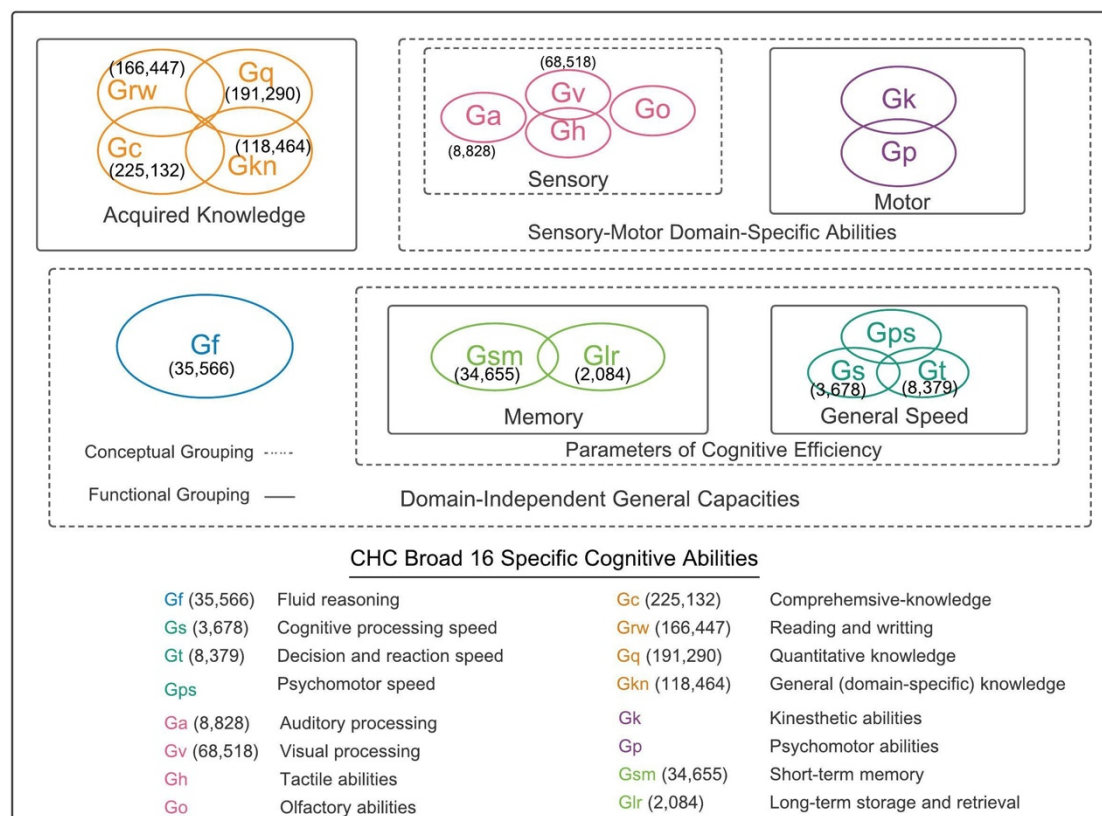 (166,447)
Grw
Gq
(191,290)
Gc
(225,132)
(118,464)
Gkn
Acquired Knowledge
(68,518)
Gv
Ga
Go
Gh
(8,828)
Sensory
Gk
Gp
Motor
Sensory-Motor Domain-Specific Abilities
Gf
(35,566)
Gsm
(34,655)
Glr
(2,084)
Memory
Gps
Gs
(3,678)
Gt
(8,379)
General Speed
Parameters of Cognitive Efficiency
Conceptual Grouping
Functional Grouping
Domain-Independent General Capacities
CHC Broad 16 Specific Cognitive Abilities
Gf (35,566) Fluid reasoning
Gs (3,678) Cognitive processing speed
Gt (8,379) Decision and reaction speed
Gps Psychomotor speed
Ga (8,828) Auditory processing
Gv (68,518) Visual processing
Gh Tactile abilities
Go Olfactory abilities
Gc (225,132) Comprehemsive-knowledge
Grw (166,447) Reading and writting
Gq (191,290) Quantitative knowledge
Gkn (118,464) General (domain-specific) knowledge
Gk Kinesthetic abilities
Gp Psychomotor abilities
Gsm (34,655) Short-term memory
Glr (2,084) Long-term storage and retrieval